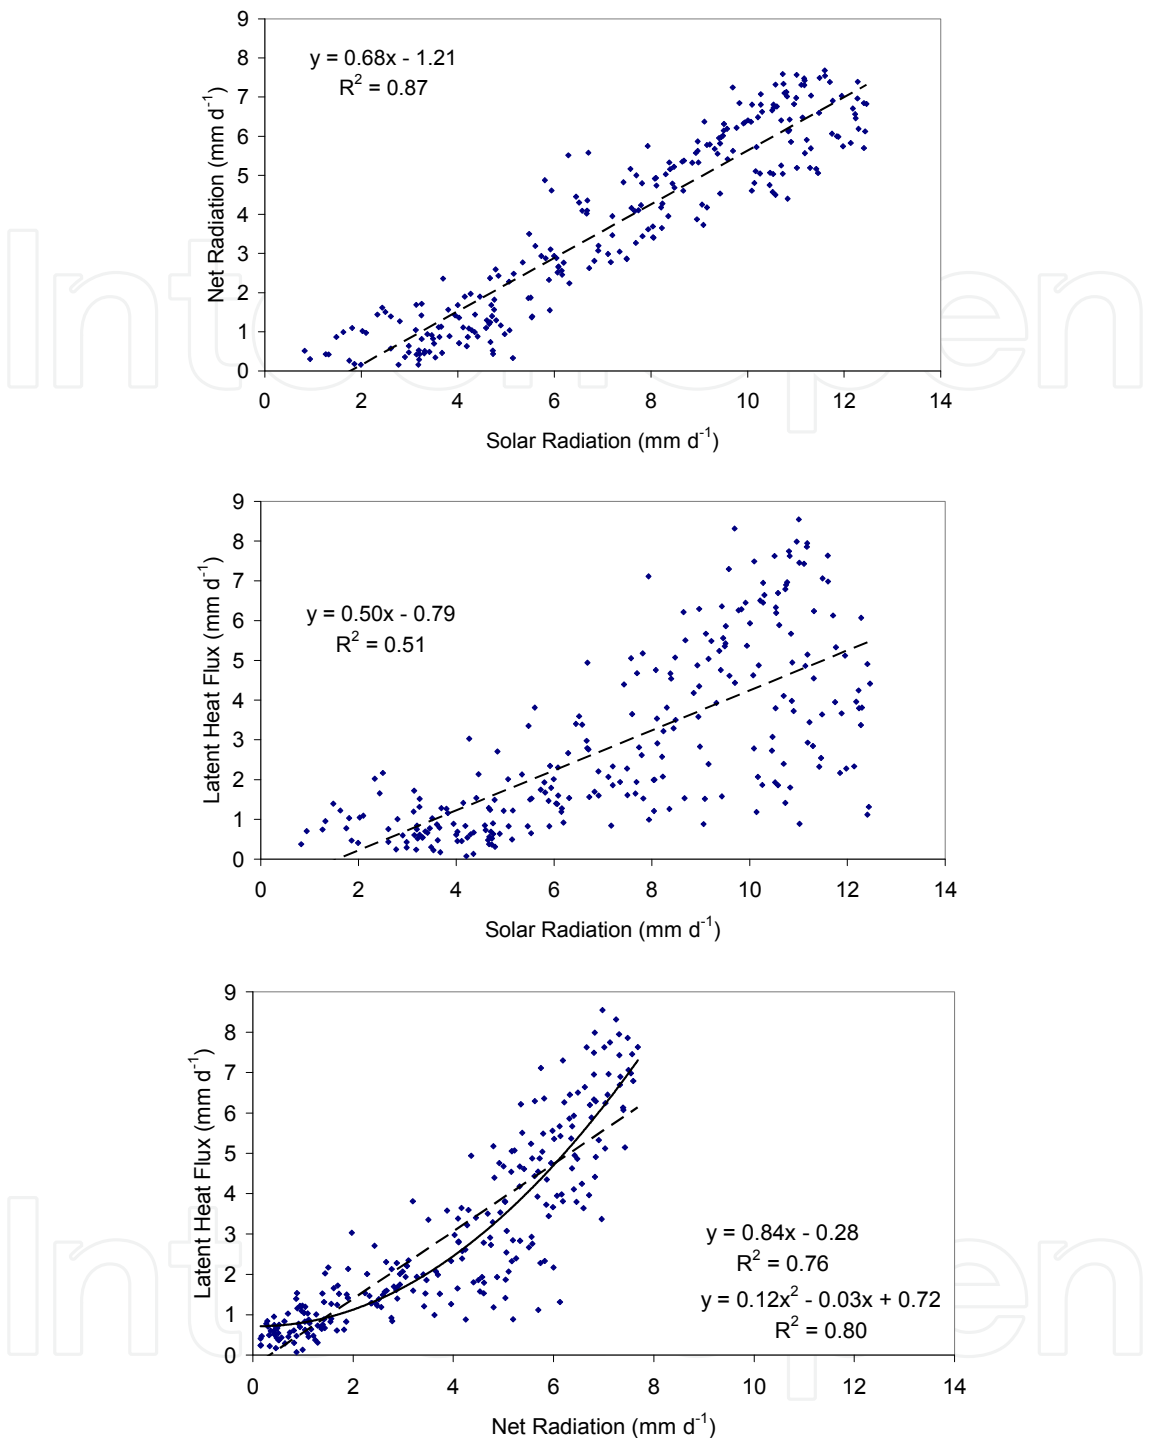 9
8
7
6
5
4
3
2
1
0
Net Radiation (mm d⁻¹)
y = 0.68x - 1.21
R² = 0.87
0 2 4 6 8 10 12 14
Solar Radiation (mm d⁻¹)
9
8
7
6
5
4
3
2
1
0
Latent Heat Flux (mm d⁻¹)
y = 0.50x - 0.79
R² = 0.51
0 2 4 6 8 10 12 14
Solar Radiation (mm d⁻¹)
9
8
7
6
5
4
3
2
1
0
Latent Heat Flux (mm d⁻¹)
y = 0.84x - 0.28
R² = 0.76
y = 0.12x² - 0.03x + 0.72
R² = 0.80
0 2 4 6 8 10 12 14
Net Radiation (mm d⁻¹)